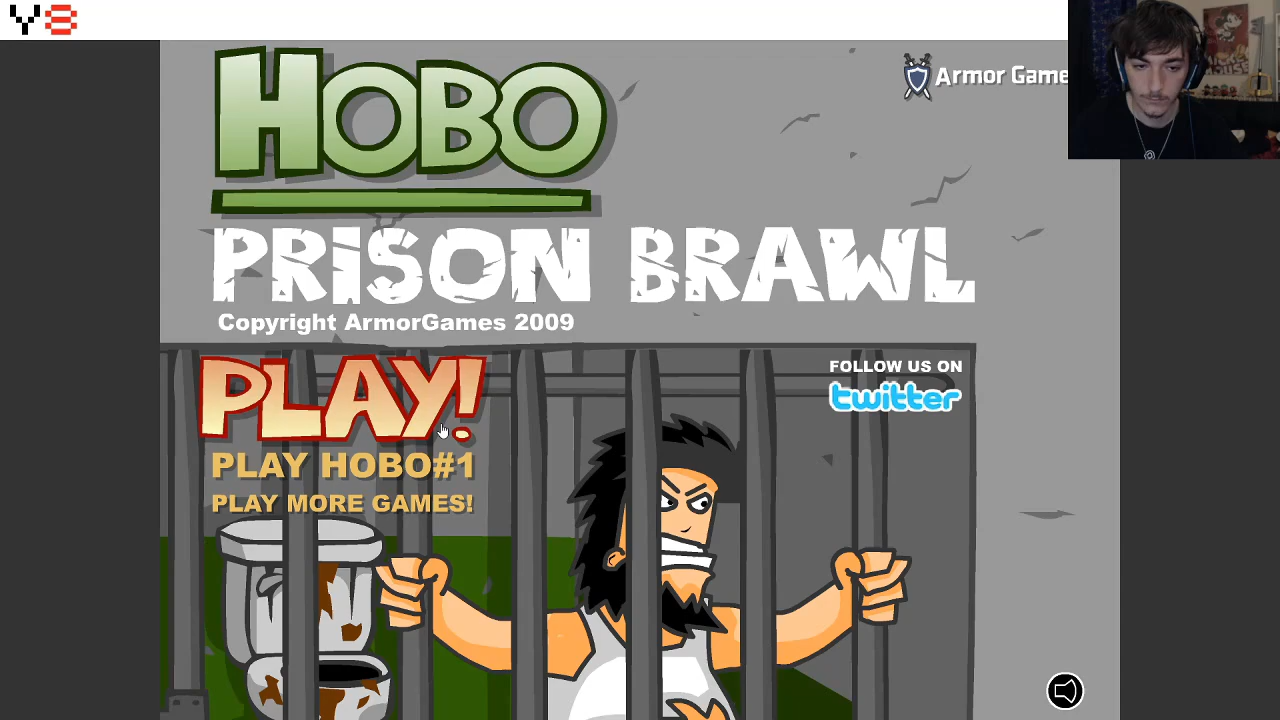 Y8
HOBO
Armor Game
PRISON BRAWL
Copyright ArmorGames 2009
PLAY!
FOLLOW US ON
twitter
PLAY HOBO#1
PLAY MORE GAMES!